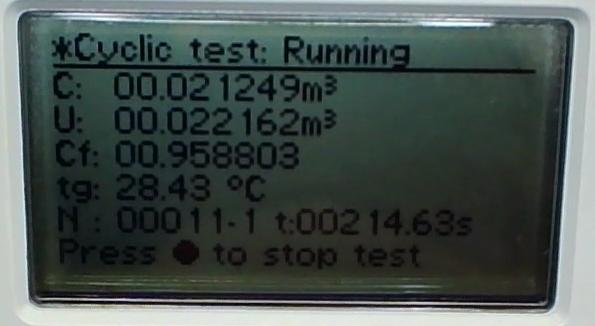 *Cyclic test: Running
C: 00.021249m³
U: 00.022162m³
Cf: 00.958803
tg: 28.43 °C
N : 00011-1 t:00214.63s
Press ● to stop test